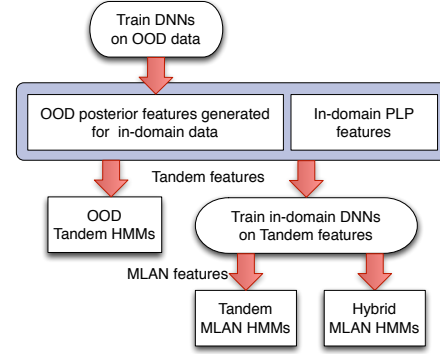 Train DNNs
on OOD data
OOD posterior features generated
for in-domain data
In-domain PLP
features
Tandem features
OOD
Tandem HMMs
Train in-domain DNNs
on Tandem features
MLAN features
Tandem
MLAN HMMs
Hybrid
MLAN HMMs